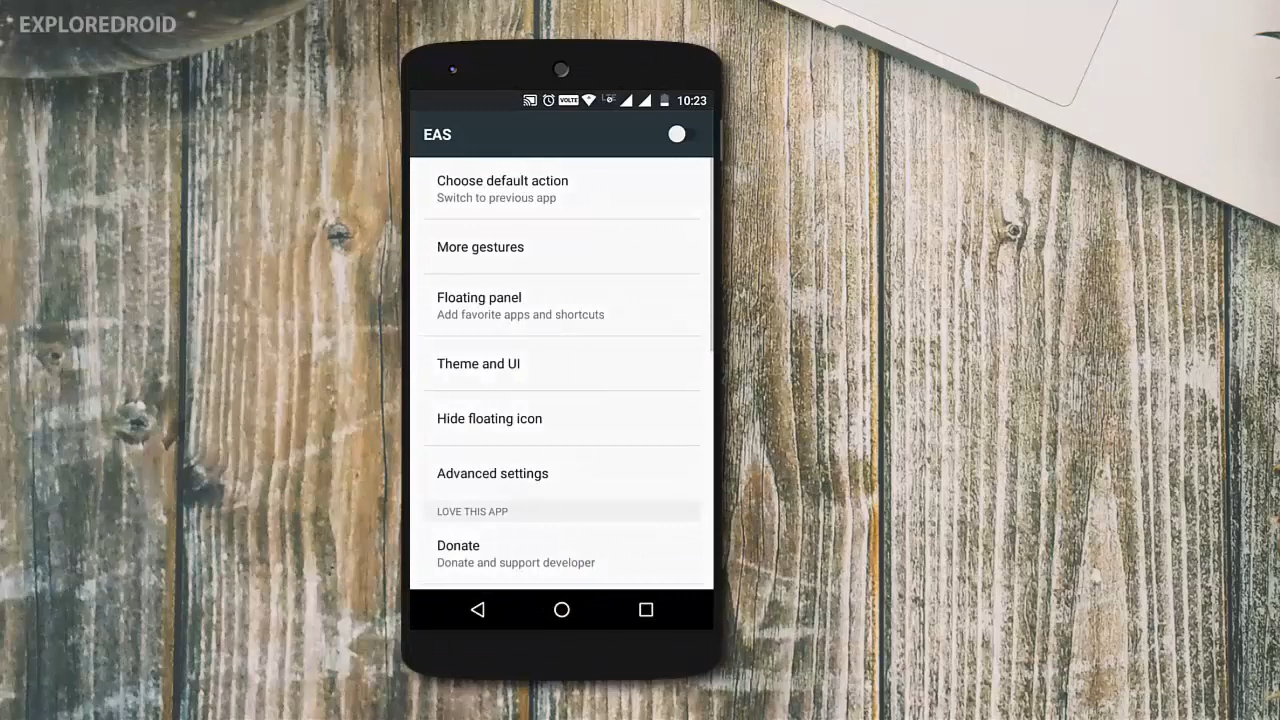 EXPLOREDROID
VOLTE 10:23
EAS
Choose default action
Switch to previous app
More gestures
Floating panel
Add favorite apps and shortcuts
Theme and UI
Hide floating icon
Advanced settings
LOVE THIS APP
Donate
Donate and support developer